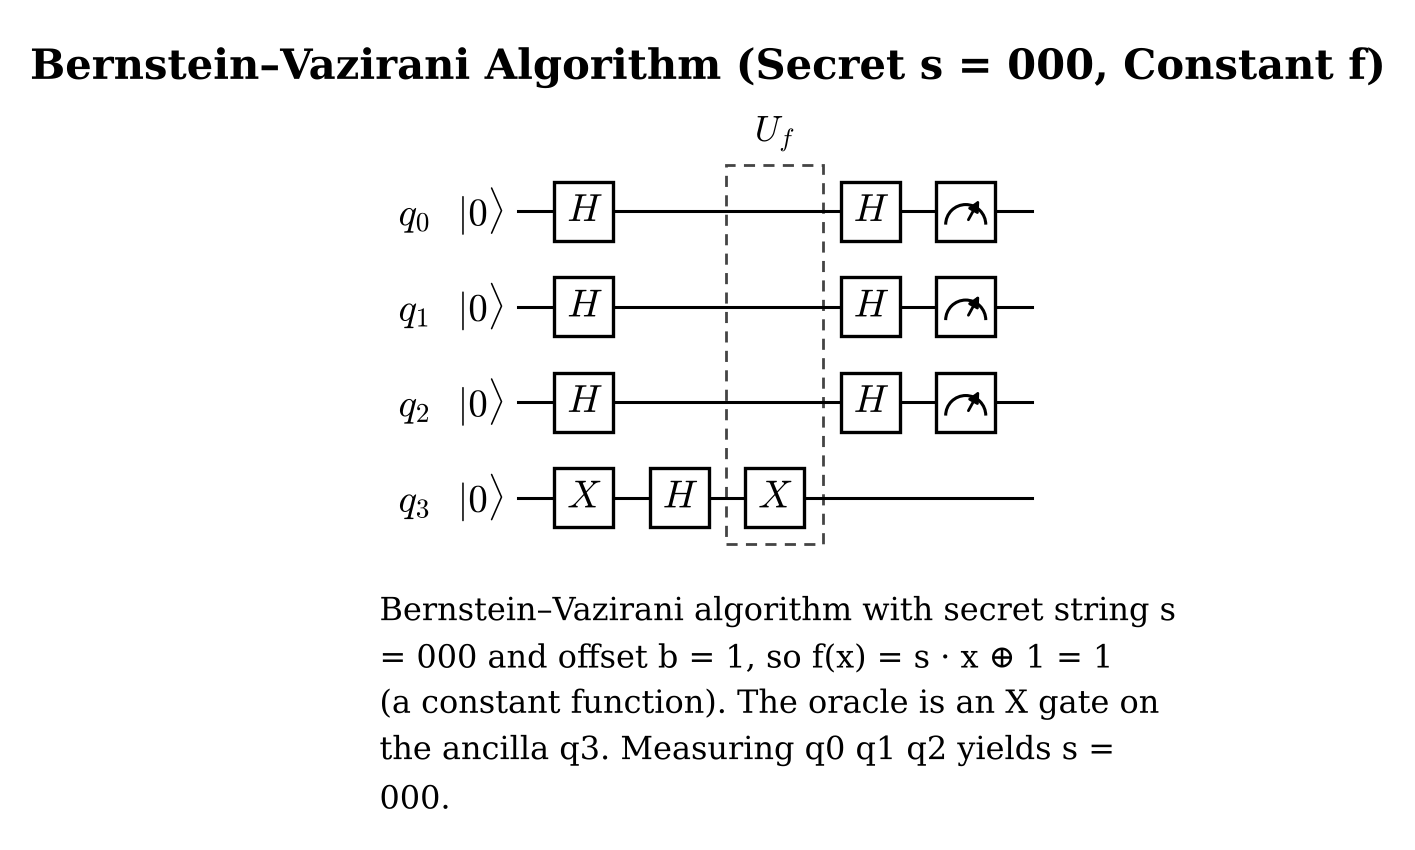 Bernstein–Vazirani Algorithm (Secret s = 000, Constant f)
U_f
q_0 |0⟩ H H
q_1 |0⟩ H H
q_2 |0⟩ H H
q_3 |0⟩ X H X
Bernstein–Vazirani algorithm with secret string s
= 000 and offset b = 1, so f(x) = s · x ⊕ 1 = 1
(a constant function). The oracle is an X gate on
the ancilla q3. Measuring q0 q1 q2 yields s =
000.